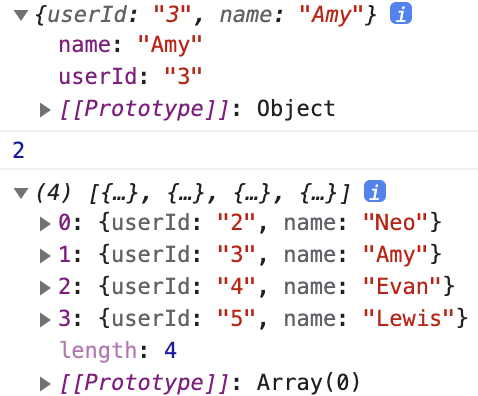 ▼{userId: "3", name: "Amy"} i
name: "Amy"
userId: "3"
▶[[Prototype]]: Object
2
▼(4) [{…}, {…}, {…}, {…}] i
▶0: {userId: "2", name: "Neo"}
▶1: {userId: "3", name: "Amy"}
▶2: {userId: "4", name: "Evan"}
▶3: {userId: "5", name: "Lewis"}
length: 4
▶[[Prototype]]: Array(0)